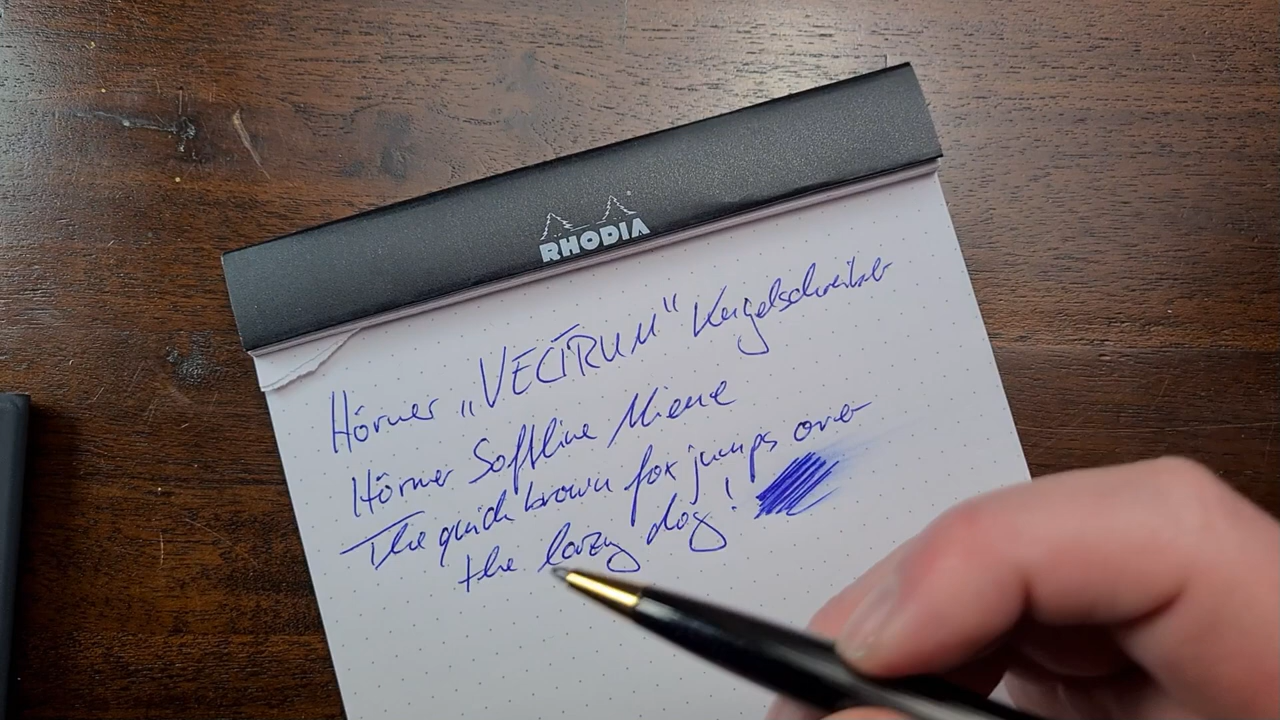 RHODIA
Hörner „VECTRUM“ Kugelschreiber
Hörner Softline Miene
The quick brown fox jumps over
the lazy dog!